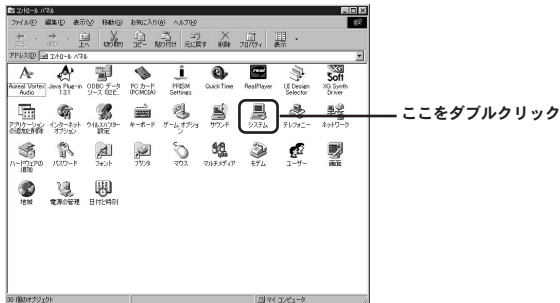 コントロール パネル
ファイル(F) 編集(E) 表示(V) 移動(G) お気に入り(A) ヘルプ(H)
戻る 進む 上へ 切り取り コピー 貼り付け 元に戻す 削除 プロパティ 表示
アドレス(D) コントロール パネル
Aureal Vortex Audio
Java Plug-in 1.3.1
ODBC データ ソース (32ビ...
PC カード (PCMCIA)
PRISM Settings
QuickTime
RealPlayer
UI Design Selector
XG Synth Driver
アプリケーションの追加と削除
インターネット オプション
ウイルスバスター設定
キーボード
ゲーム オプション
サウンド
システム
テレフォニー
ネットワーク
ハードウェアの追加
パスワード
フォント
プリンタ
マウス
マルチメディア
モデム
ユーザー
画面
地域
電源の管理
日付と時刻
ここをダブルクリック
30 個のオブジェクト
マイ コンピュータ